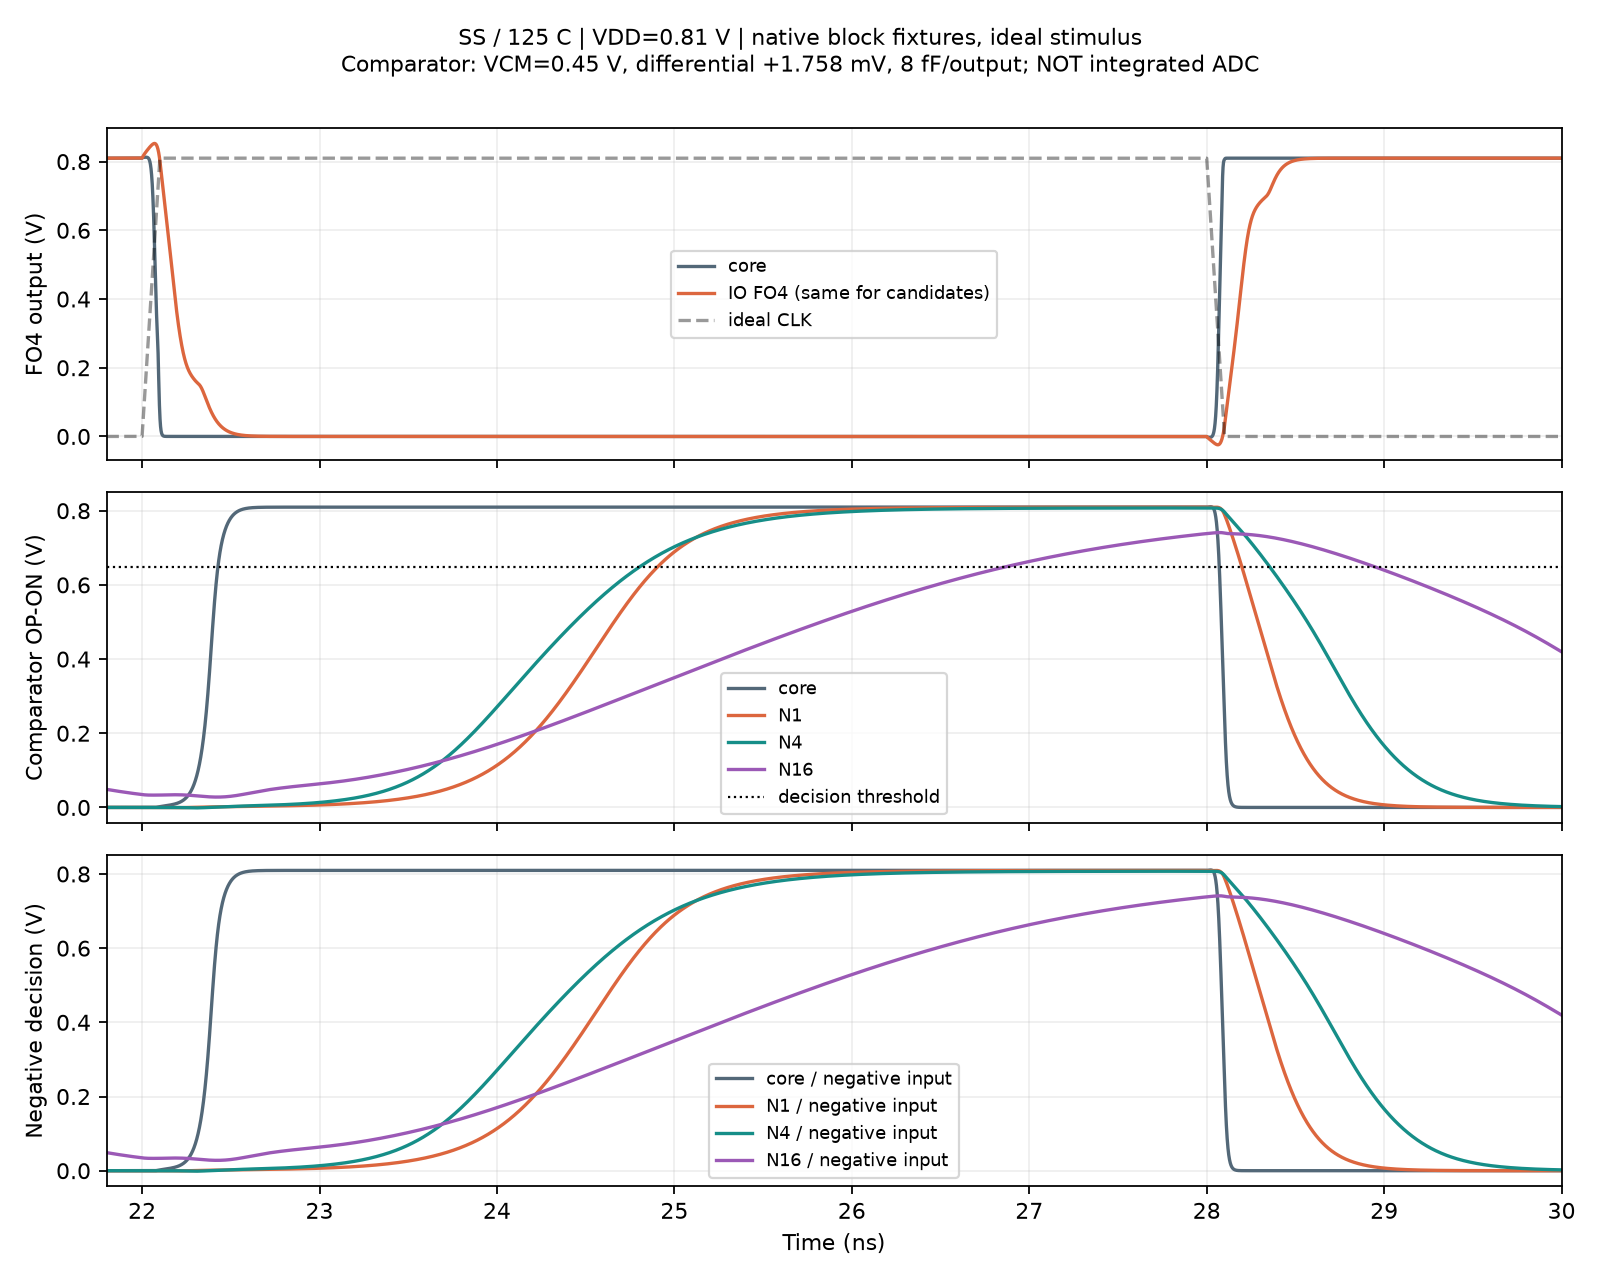 SS / 125 C | VDD=0.81 V | native block fixtures, ideal stimulus
Comparator: VCM=0.45 V, differential +1.758 mV, 8 fF/output; NOT integrated ADC
FO4 output (V)
0.8
0.6
0.4
0.2
0.0
core
IO FO4 (same for candidates)
ideal CLK
Comparator OP-ON (V)
0.8
0.6
0.4
0.2
0.0
core
N1
N4
N16
decision threshold
Negative decision (V)
0.8
0.6
0.4
0.2
0.0
core / negative input
N1 / negative input
N4 / negative input
N16 / negative input
22 23 24 25 26 27 28 29 30
Time (ns)